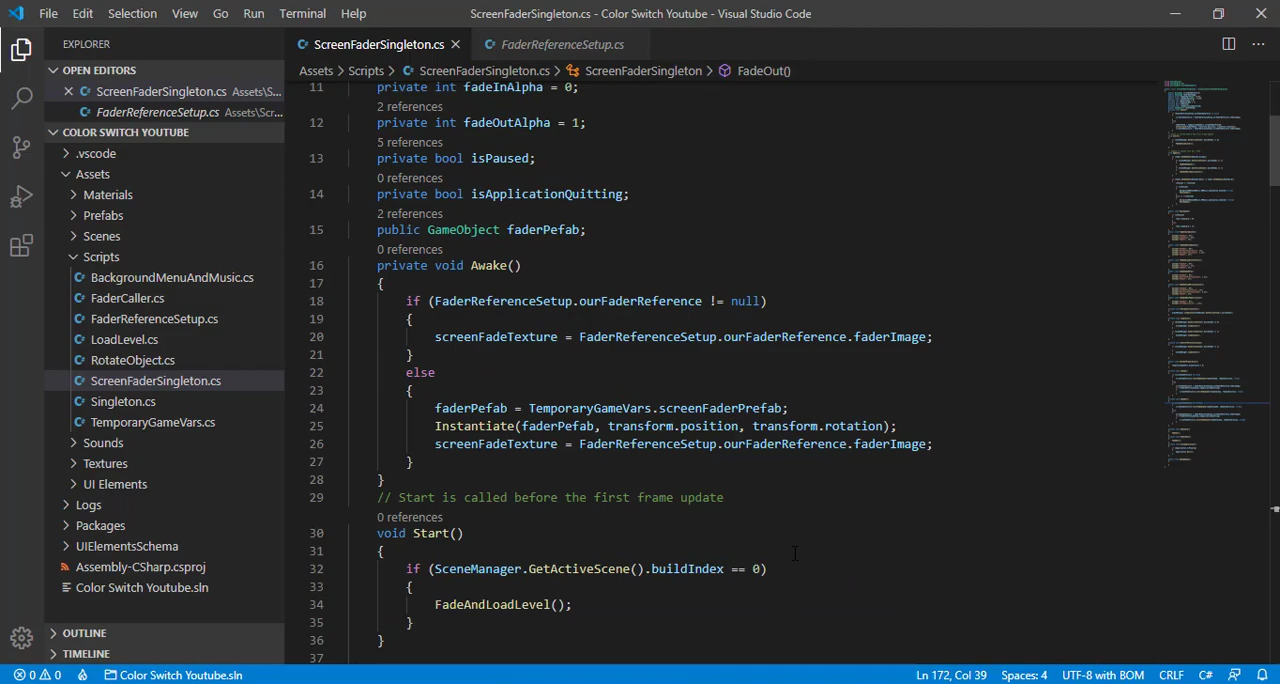 File Edit Selection View Go Run Terminal Help
ScreenFaderSingleton.cs - Color Switch Youtube - Visual Studio Code
EXPLORER
OPEN EDITORS
ScreenFaderSingleton.cs Assets\S...
FaderReferenceSetup.cs Assets\Scr...
COLOR SWITCH YOUTUBE
.vscode
Assets
Materials
Prefabs
Scenes
Scripts
BackgroundMenuAndMusic.cs
FaderCaller.cs
FaderReferenceSetup.cs
LoadLevel.cs
RotateObject.cs
ScreenFaderSingleton.cs
Singleton.cs
TemporaryGameVars.cs
Sounds
Textures
UI Elements
Logs
Packages
UIElementsSchema
Assembly-CSharp.csproj
Color Switch Youtube.sln
OUTLINE
TIMELINE
ScreenFaderSingleton.cs FaderReferenceSetup.cs
Assets > Scripts > ScreenFaderSingleton.cs > ScreenFaderSingleton > FadeOut()
11 private int fadeInAlpha = 0;
2 references
12 private int fadeOutAlpha = 1;
5 references
13 private bool isPaused;
0 references
14 private bool isApplicationQuitting;
2 references
15 public GameObject faderPefab;
0 references
16 private void Awake()
17 {
18 if (FaderReferenceSetup.ourFaderReference != null)
19 {
20 screenFadeTexture = FaderReferenceSetup.ourFaderReference.faderImage;
21 }
22 else
23 {
24 faderPefab = TemporaryGameVars.screenFaderPrefab;
25 Instantiate(faderPefab, transform.position, transform.rotation);
26 screenFadeTexture = FaderReferenceSetup.ourFaderReference.faderImage;
27 }
28 }
29 // Start is called before the first frame update
0 references
30 void Start()
31 {
32 if (SceneManager.GetActiveScene().buildIndex == 0)
33 {
34 FadeAndLoadLevel();
35 }
36 }
37
0 0 Color Switch Youtube.sln
Ln 172, Col 39 Spaces: 4 UTF-8 with BOM CRLF C#